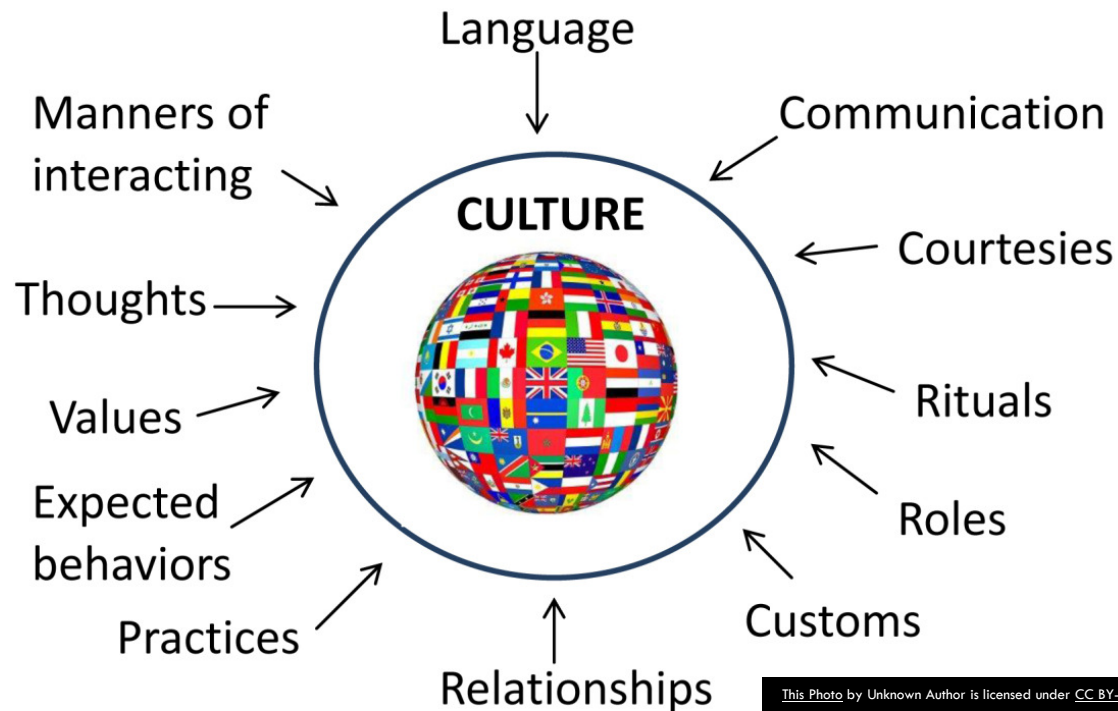 Language
Manners of
interacting
Communication
CULTURE
Courtesies
Thoughts
Values
Rituals
Expected
behaviors
Roles
Practices
Customs
Relationships
This Photo by Unknown Author is licensed under CC BY-